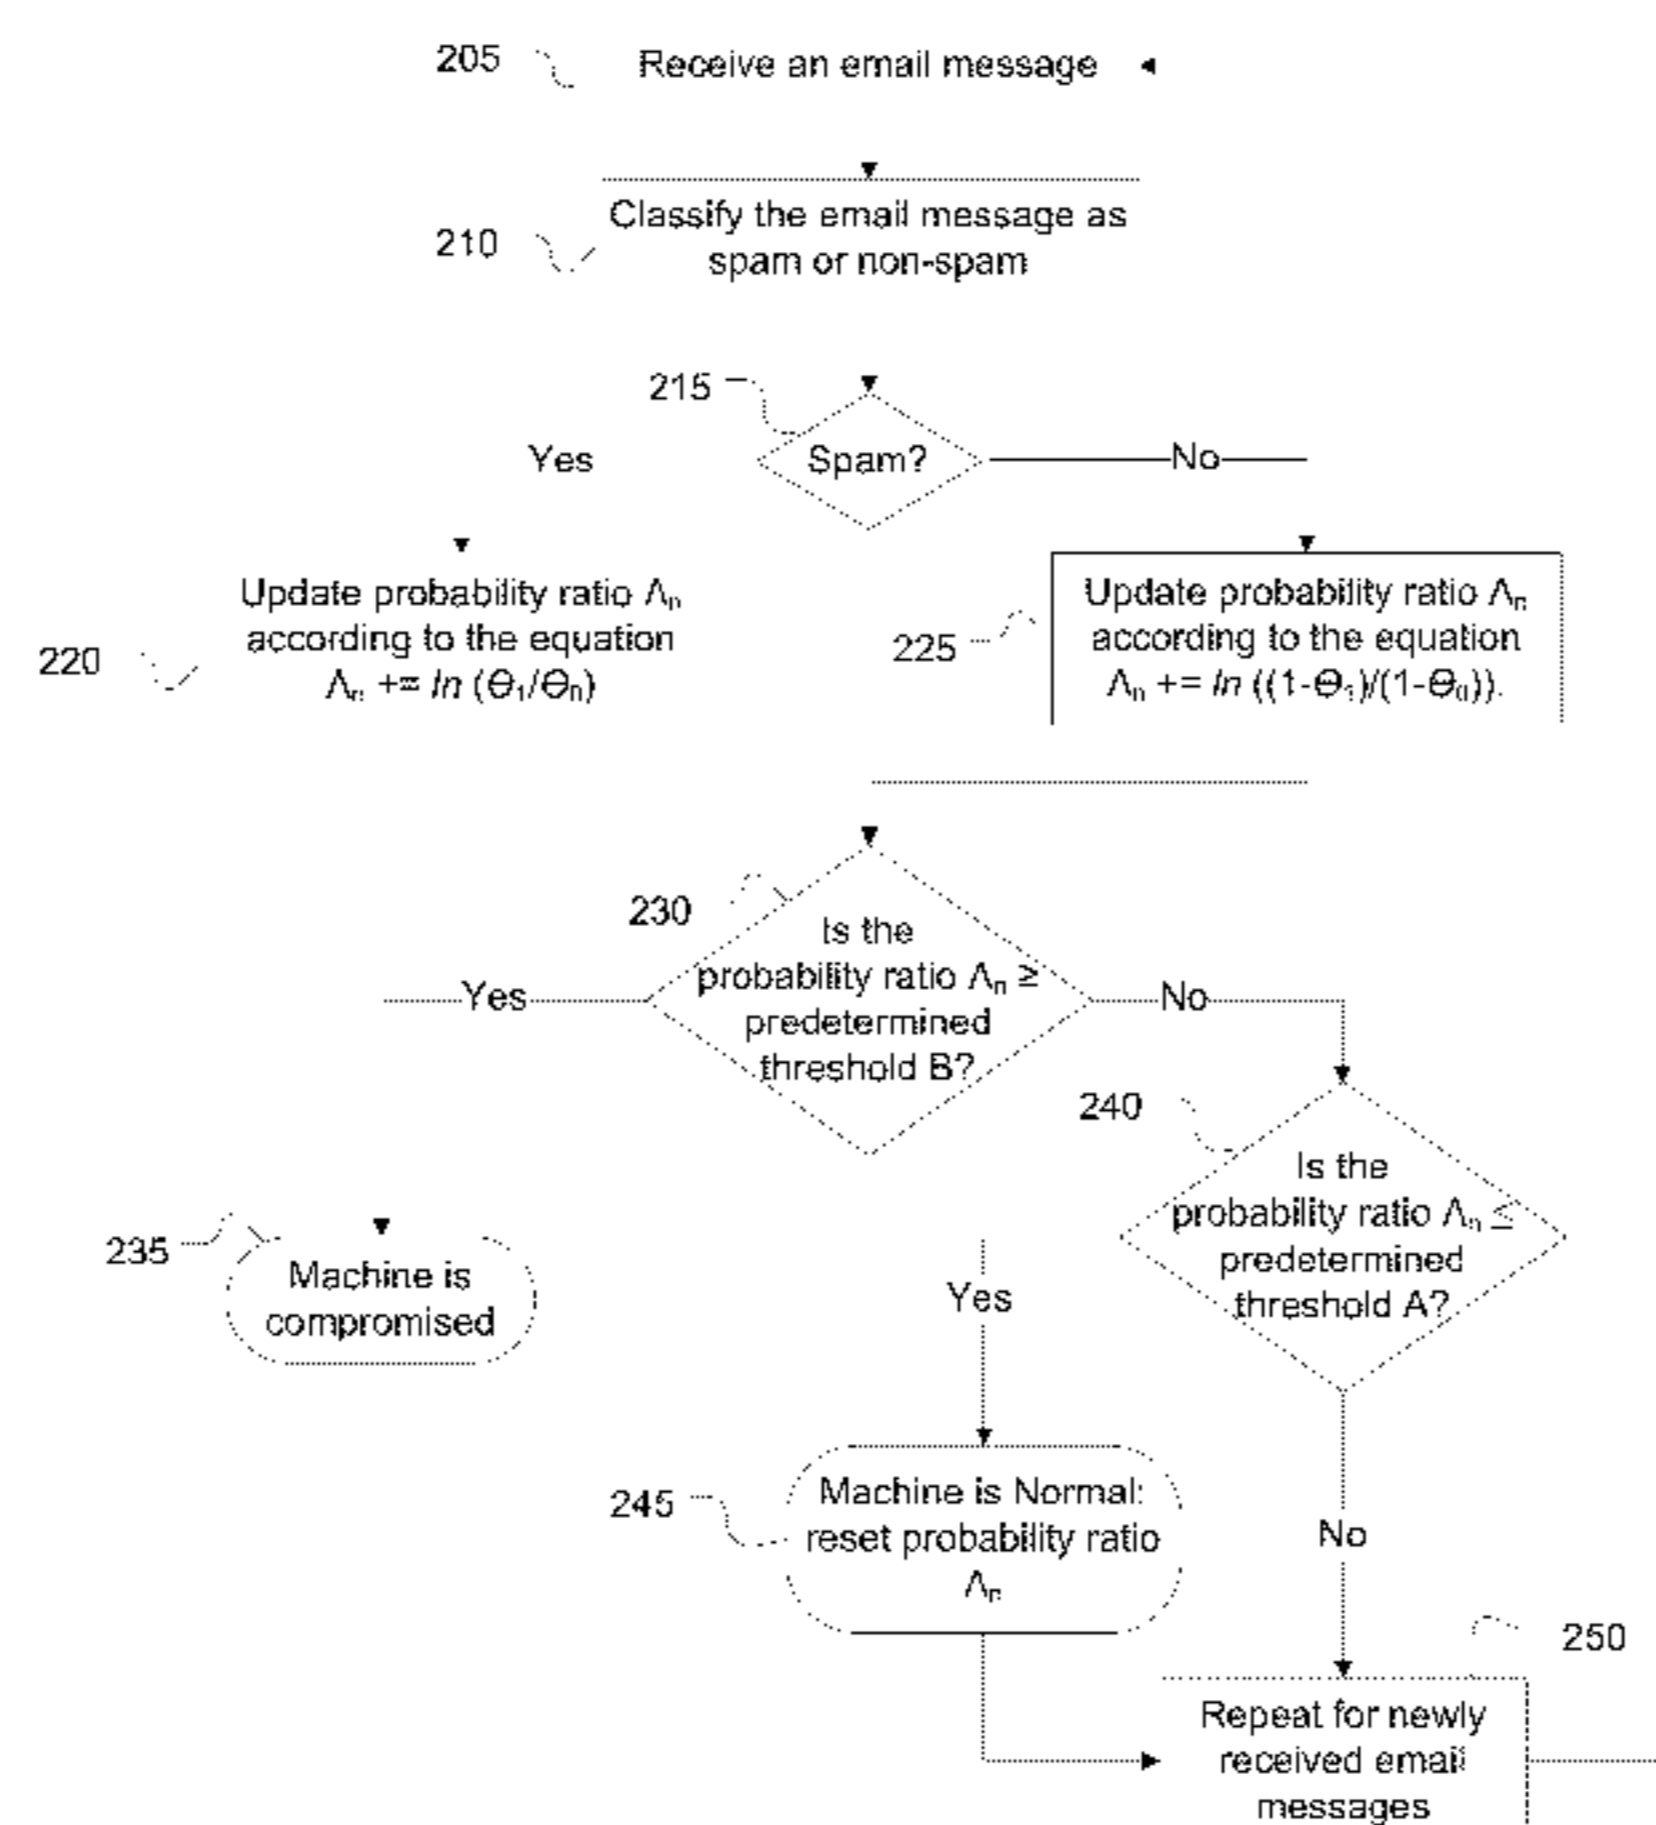 205
Receive an email message
210
Classify the email message as
spam or non-spam
215
Spam?
Yes
No
220
Update probability ratio Λn
according to the equation
Λn += ln (Θ1/Θ0)
225
Update probability ratio Λn
according to the equation
Λn += ln ((1-Θ1)/(1-Θ0)).
230
Is the
probability ratio Λn ≥
predetermined
threshold B?
Yes
No
235
Machine is
compromised
240
Is the
probability ratio Λn ≤
predetermined
threshold A?
Yes
No
245
Machine is Normal:
reset probability ratio
Λn
250
Repeat for newly
received email
messages